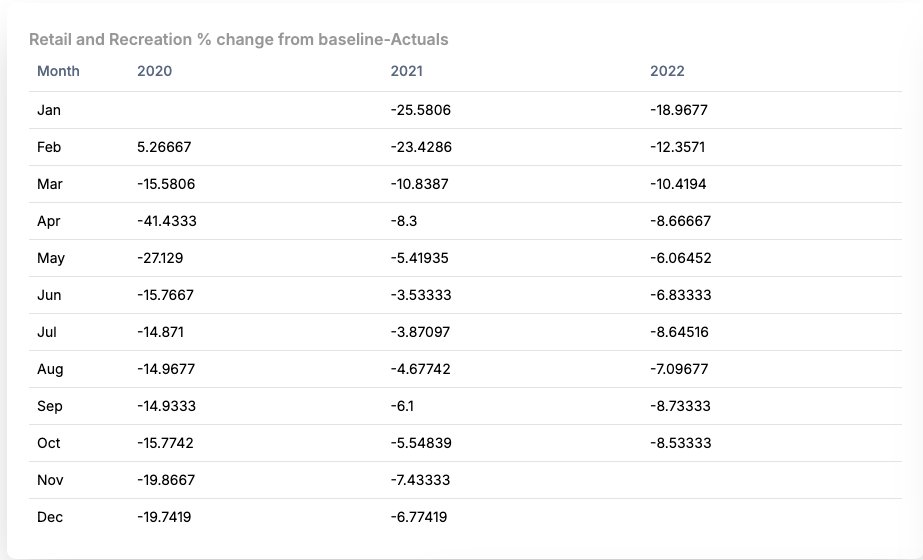 Retail and Recreation % change from baseline-Actuals
Month 2020 2021 2022
Jan -25.5806 -18.9677
Feb 5.26667 -23.4286 -12.3571
Mar -15.5806 -10.8387 -10.4194
Apr -41.4333 -8.3 -8.66667
May -27.129 -5.41935 -6.06452
Jun -15.7667 -3.53333 -6.83333
Jul -14.871 -3.87097 -8.64516
Aug -14.9677 -4.67742 -7.09677
Sep -14.9333 -6.1 -8.73333
Oct -15.7742 -5.54839 -8.53333
Nov -19.8667 -7.43333
Dec -19.7419 -6.77419